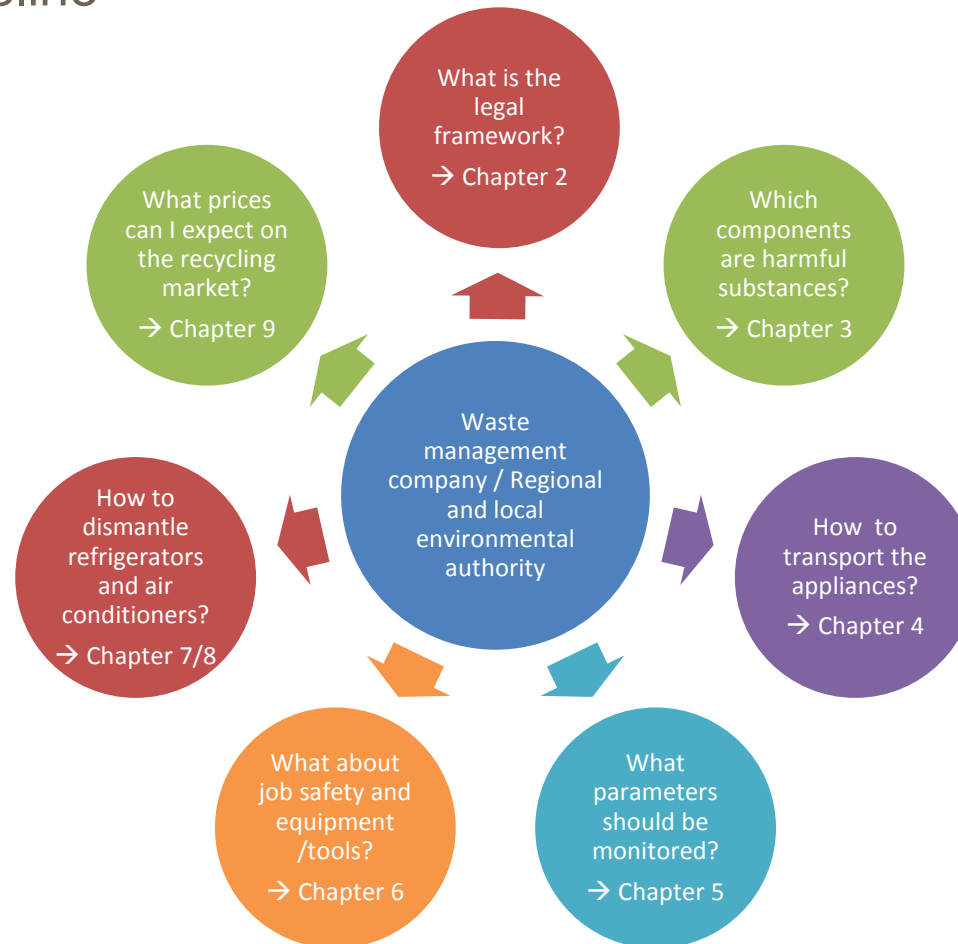 What is the
legal
framework?
→ Chapter 2
Which
components
are harmful
substances?
→ Chapter 3
How to
transport the
appliances?
→ Chapter 4
What
parameters
should be
monitored?
→ Chapter 5
What about
job safety and
equipment
/tools?
→ Chapter 6
How to
dismantle
refrigerators
and air
conditioners?
→ Chapter 7/8
What prices
can I expect on
the recycling
market?
→ Chapter 9
Waste
management
company / Regional
and local
environmental
authority